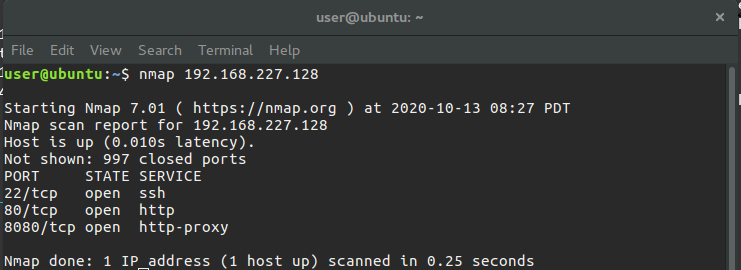 user@ubuntu: ~
File Edit View Search Terminal Help
user@ubuntu:~$ nmap 192.168.227.128
Starting Nmap 7.01 ( https://nmap.org ) at 2020-10-13 08:27 PDT
Nmap scan report for 192.168.227.128
Host is up (0.010s latency).
Not shown: 997 closed ports
PORT STATE SERVICE
22/tcp open ssh
80/tcp open http
8080/tcp open http-proxy
Nmap done: 1 IP address (1 host up) scanned in 0.25 seconds